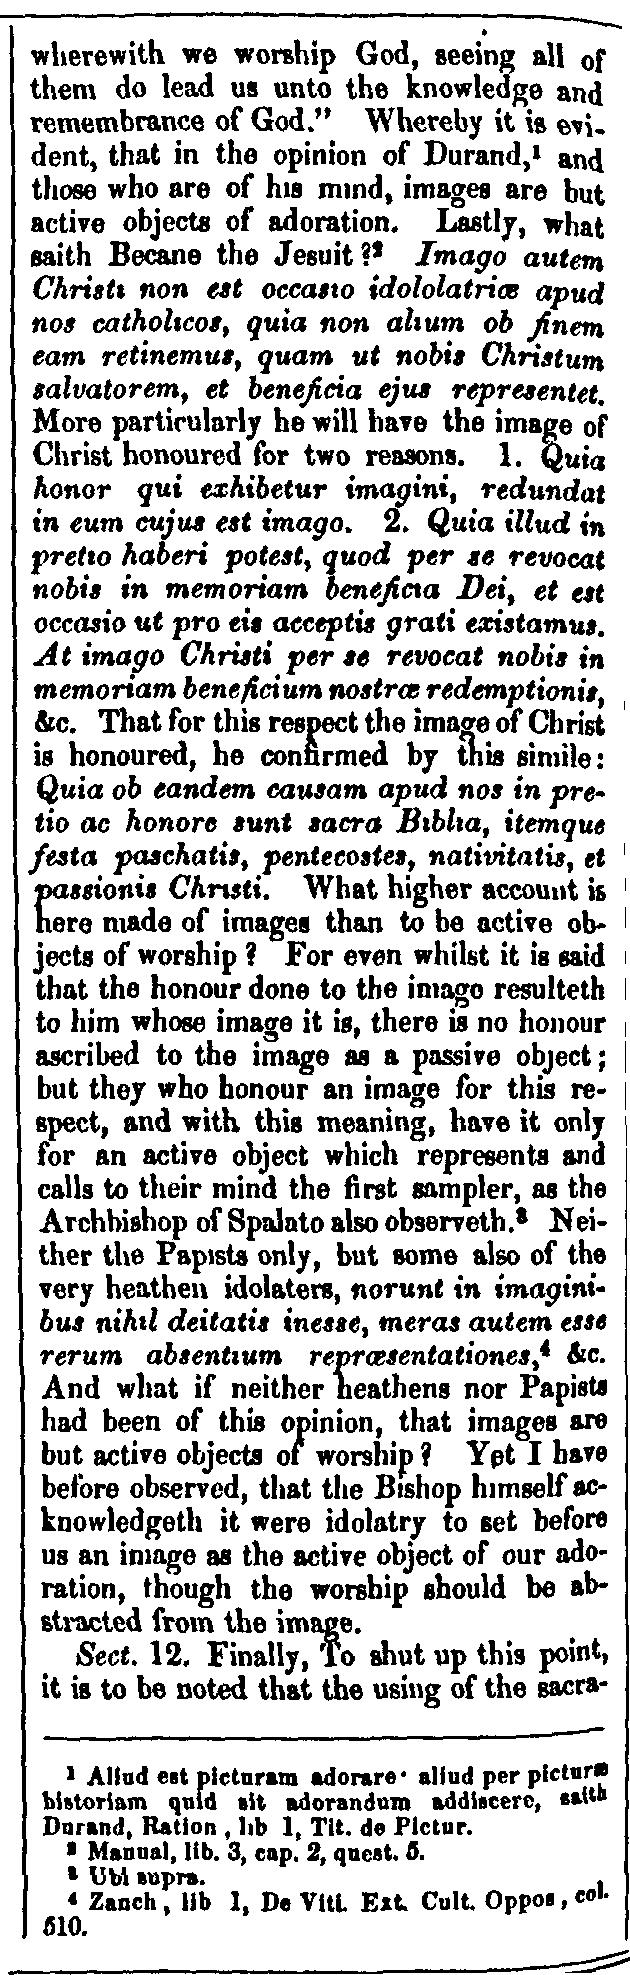 wherewith we worship God, seeing all of
them do lead us unto the knowledge and
remembrance of God." Whereby it is evi-
dent, that in the opinion of Durand,¹ and
those who are of his mind, images are but
active objects of adoration. Lastly, what
saith Becane the Jesuit?² Imago autem
Christi non est occasio idololatriæ apud
nos catholicos, quia non alium ob finem
eam retinemus, quam ut nobis Christum
salvatorem, et beneficia ejus representet.
More particularly he will have the image of
Christ honoured for two reasons. 1. Quia
honor qui exhibetur imagini, redundat
in eum cujus est imago. 2. Quia illud in
pretio haberi potest, quod per se revocat
nobis in memoriam beneficia Dei, et est
occasio ut pro eis acceptis grati existamus.
At imago Christi per se revocat nobis in
memoriam beneficium nostræ redemptionis,
&c. That for this respect the image of Christ
is honoured, he confirmed by this simile:
Quia ob eandem causam apud nos in pre-
tio ac honore sunt sacra Biblia, itemque
festa paschatis, pentecostes, nativitatis, et
passionis Christi. What higher account is
here made of images than to be active ob-
jects of worship? For even whilst it is said
that the honour done to the image resulteth
to him whose image it is, there is no honour
ascribed to the image as a passive object;
but they who honour an image for this re-
spect, and with this meaning, have it only
for an active object which represents and
calls to their mind the first sampler, as the
Archbishop of Spalato also observeth.³ Nei-
ther the Papists only, but some also of the
very heathen idolaters, norunt in imagini-
bus nihil deitatis inesse, meras autem esse
rerum absentium repræsentationes,⁴ &c.
And what if neither heathens nor Papists
had been of this opinion, that images are
but active objects of worship? Yet I have
before observed, that the Bishop himself ac-
knowledgeth it were idolatry to set before
us an image as the active object of our ado-
ration, though the worship should be ab-
stracted from the image.
Sect. 12. Finally, To shut up this point,
it is to be noted that the using of the sacra-
¹ Aliud est picturam adorare· aliud per picturæ
historiam quid sit adorandum addiscere, saith
Durand, Ration, lib 1, Tit. de Pictur.
² Manual, lib. 3, cap. 2, quest. 5.
³ Ubi supra.
⁴ Zanch, lib 1, De Viti. Ext. Cult. Oppos, col.
510.